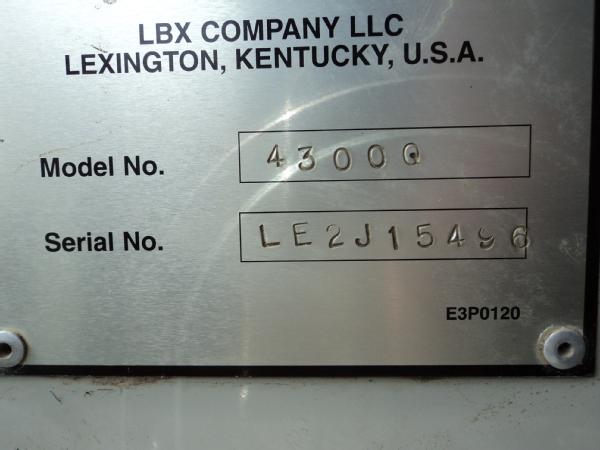 LBX COMPANY LLC
LEXINGTON, KENTUCKY, U.S.A.
Model No. 4300Q
Serial No. LE2J15496
E3P0120